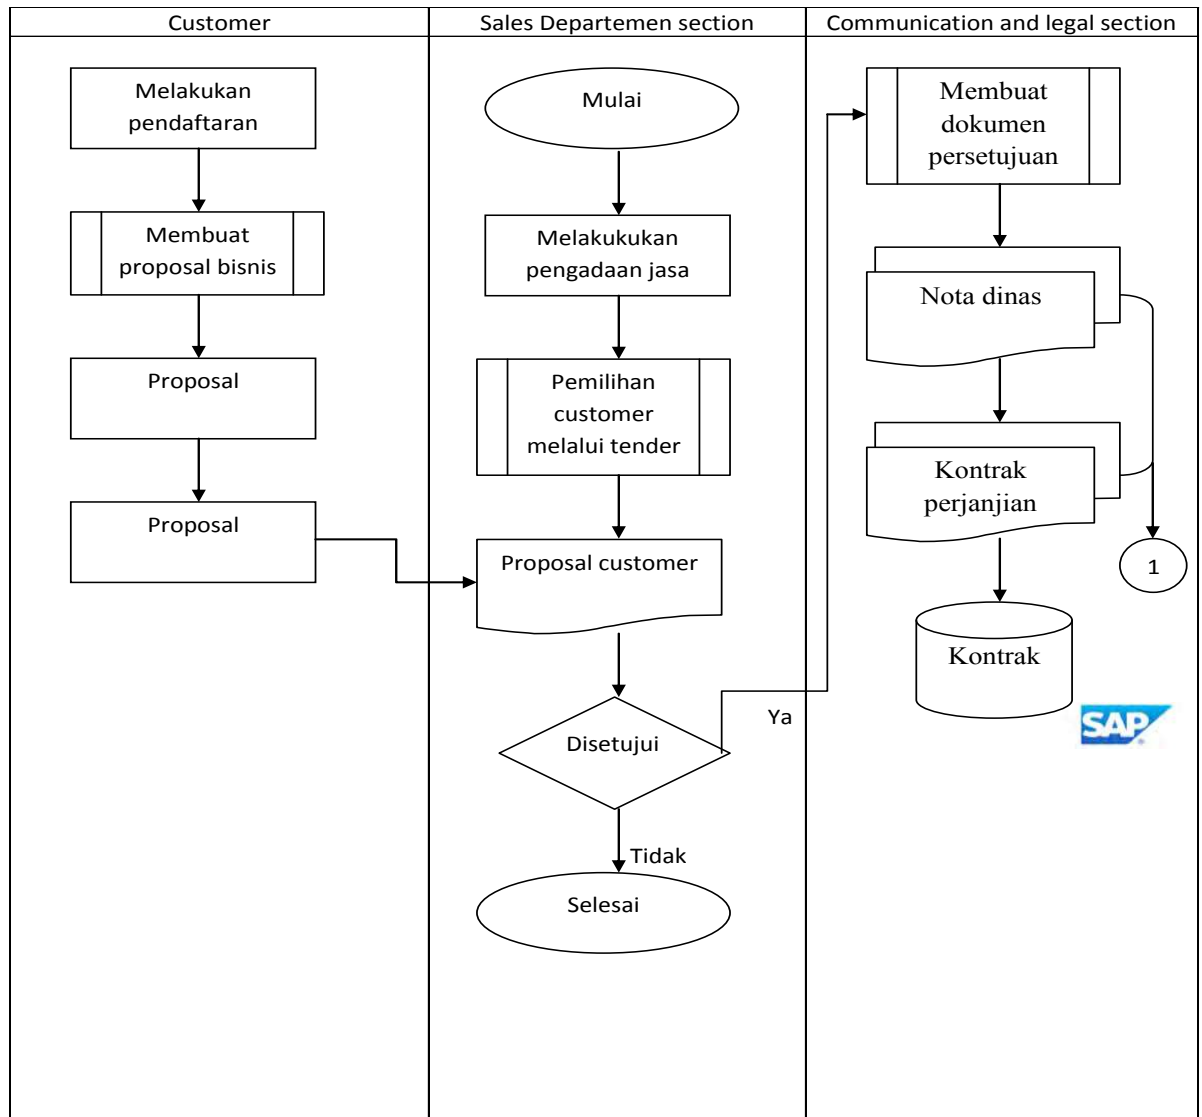 Customer
Sales Departemen section
Communication and legal section
Melakukan
pendaftaran
Membuat
proposal bisnis
Proposal
Proposal
Mulai
Melakukukan
pengadaan jasa
Pemilihan
customer
melalui tender
Proposal customer
Disetujui
Ya
Tidak
Selesai
Membuat
dokumen
persetujuan
Nota dinas
Kontrak
perjanjian
1
Kontrak
SAP